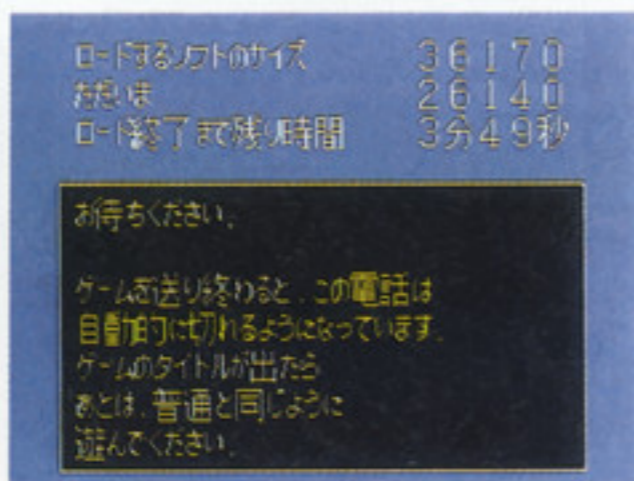 ロードするソフトのサイズ 36170
ただいま 26140
ロード終了まで残り時間 3分49秒
お待ちください。
ゲームを送り終わると、この電話は
自動的に切れるようになっています。
ゲームのタイトルが出たら
あとは、普通と同じように
遊んでください。